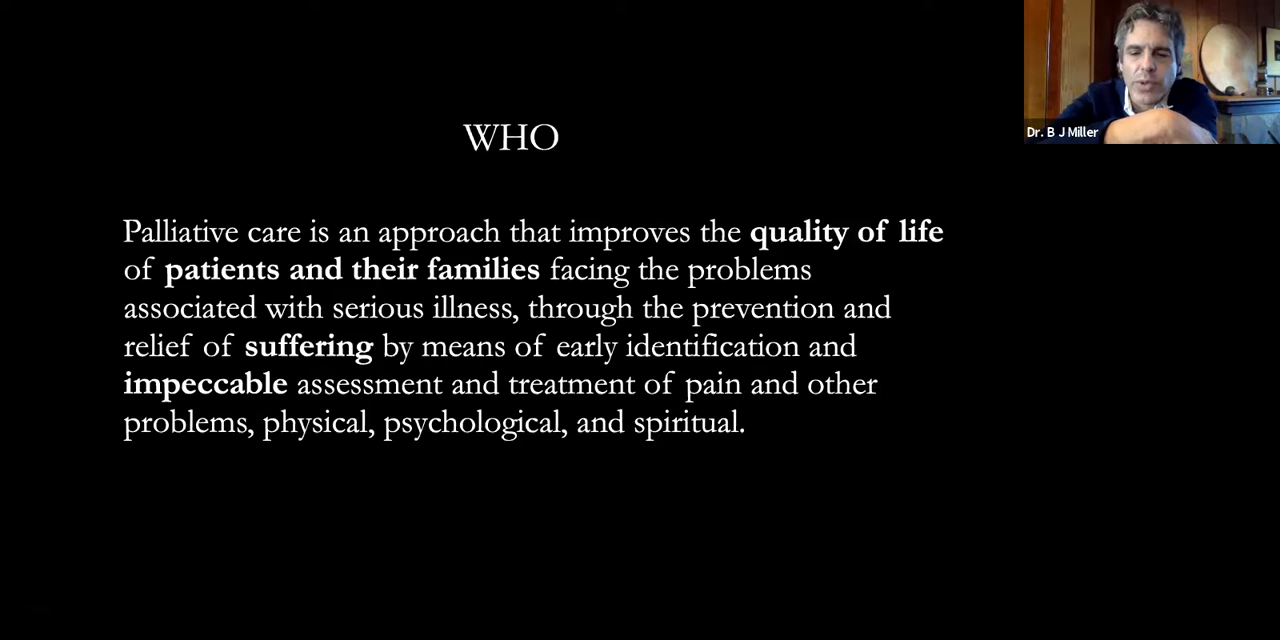 WHO
Palliative care is an approach that improves the quality of life
of patients and their families facing the problems
associated with serious illness, through the prevention and
relief of suffering by means of early identification and
impeccable assessment and treatment of pain and other
problems, physical, psychological, and spiritual.
Dr. B J Miller